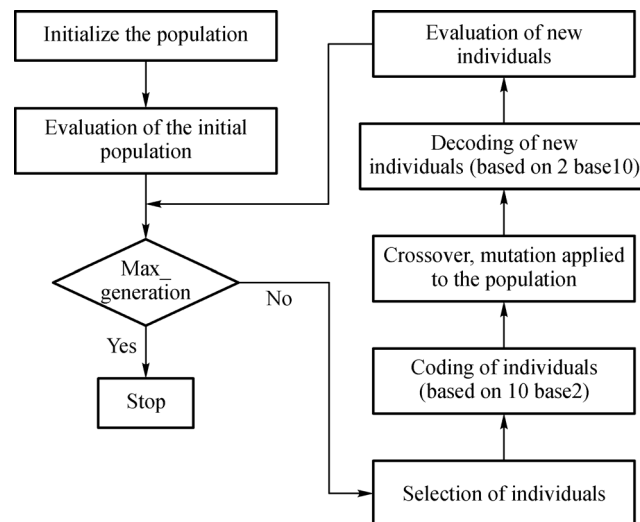 Initialize the population
Evaluation of the initial
population
Max_
generation
Yes
No
Stop
Evaluation of new
individuals
Decoding of new
individuals (based on 2 base10)
Crossover, mutation applied
to the population
Coding of individuals
(based on 10 base2)
Selection of individuals